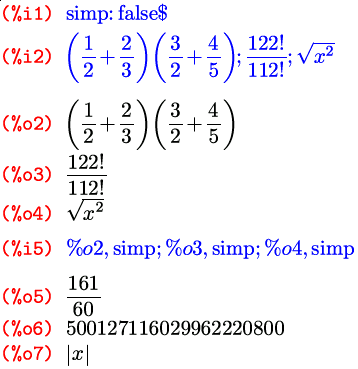 (%i1) simp: false$
(%i2) (1/2 + 2/3)(3/2 + 4/5); 122!/112!; √x²
(%o2) (1/2 + 2/3)(3/2 + 4/5)
(%o3) 122!/112!
(%o4) √x²
(%i5) %o2, simp; %o3, simp; %o4, simp
(%o5) 161/60
(%o6) 500127116029962220800
(%o7) |x|